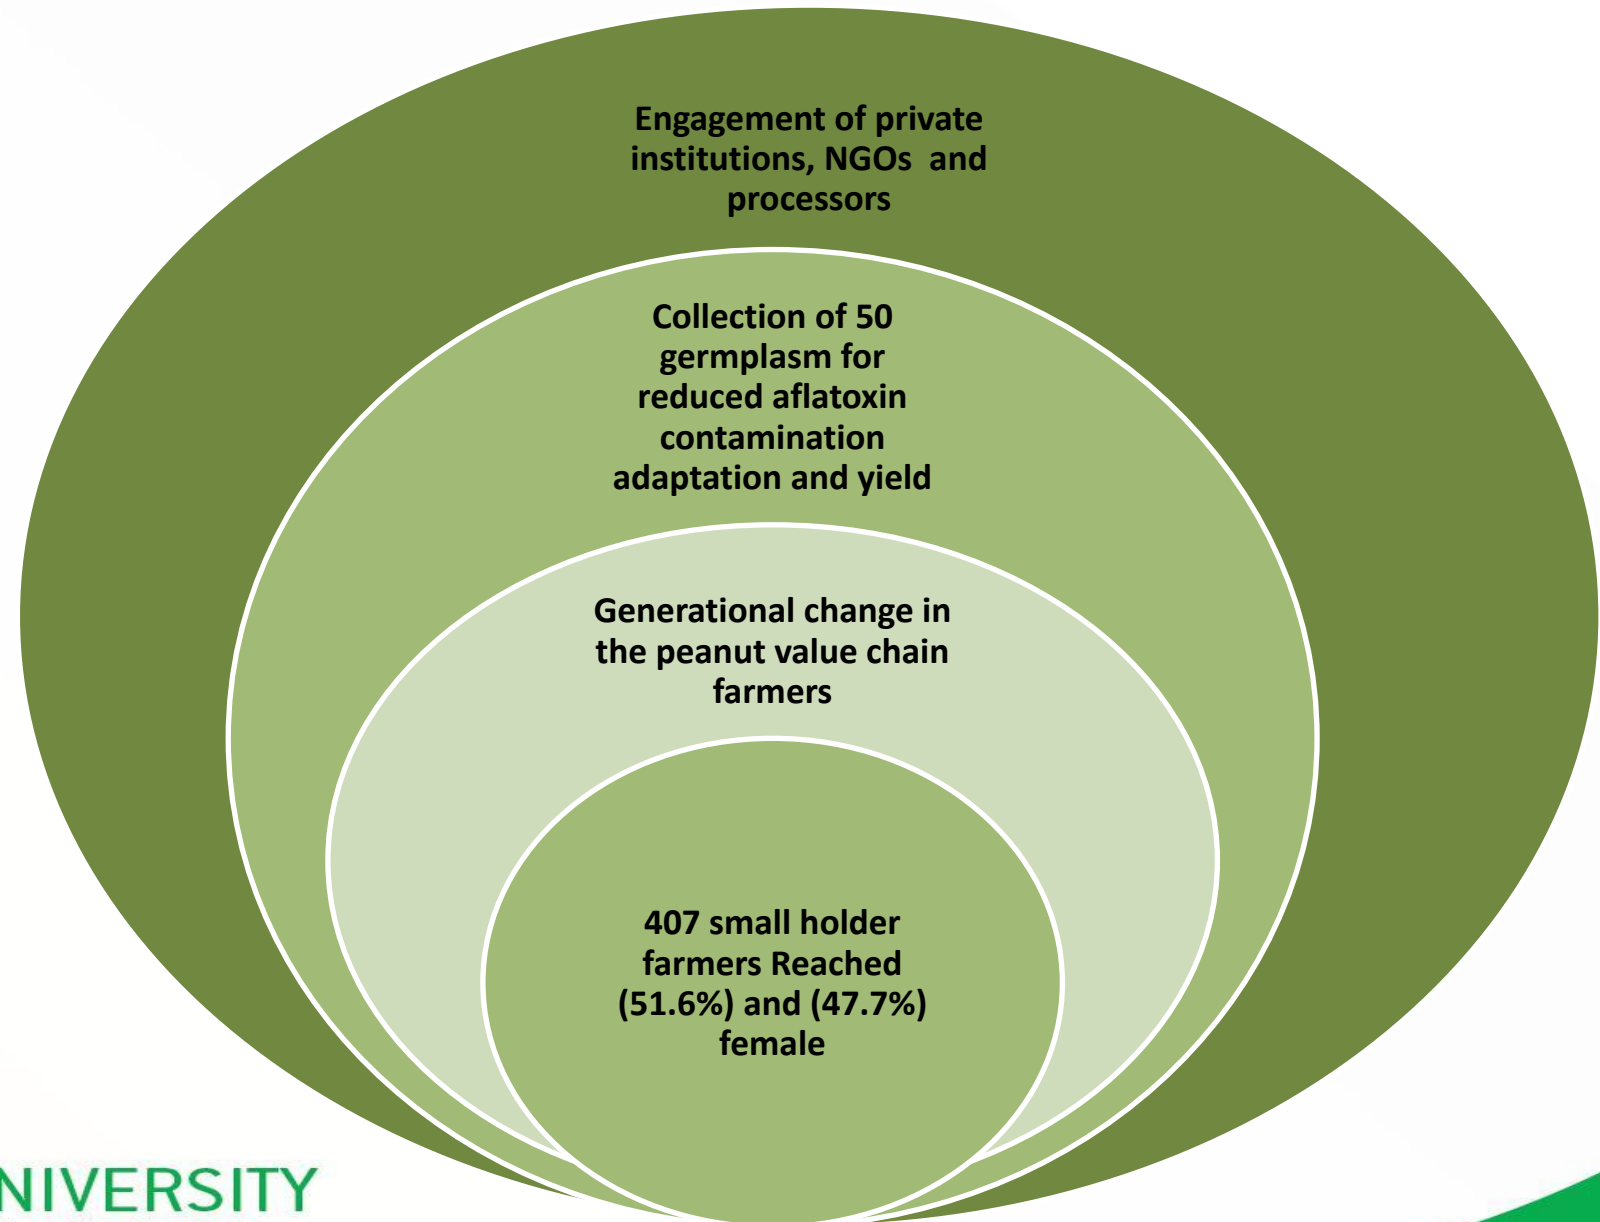 Engagement of private
institutions, NGOs and
processors
Collection of 50
germplasm for
reduced aflatoxin
contamination
adaptation and yield
Generational change in
the peanut value chain
farmers
407 small holder
farmers Reached
(51.6%) and (47.7%)
female
NIVERSITY